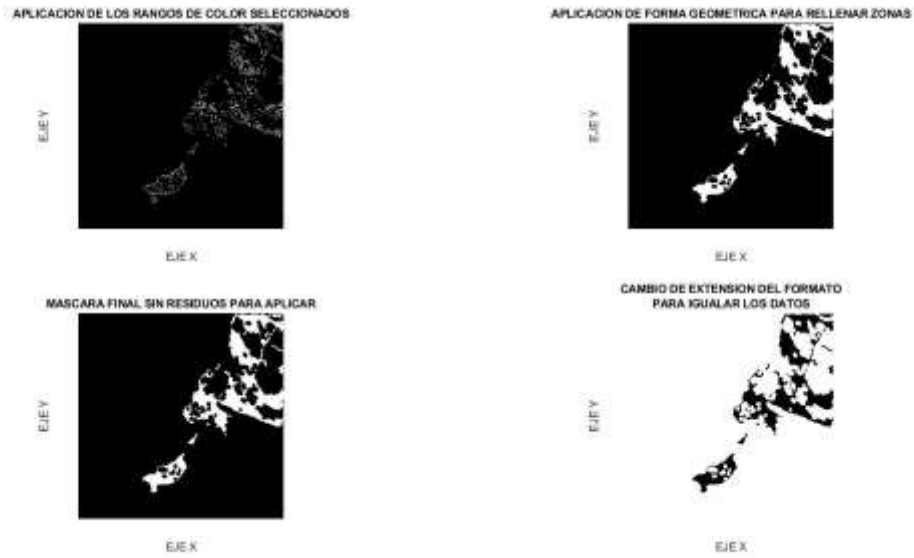 APLICACION DE LOS RANGOS DE COLOR SELECCIONADOS
EJE Y
EJE X
APLICACION DE FORMA GEOMETRICA PARA RELLENAR ZONAS
EJE Y
EJE X
MASCARA FINAL SIN RESIDUOS PARA APLICAR
EJE Y
EJE X
CAMBIO DE EXTENSION DEL FORMATO
PARA IGUALAR LOS DATOS
EJE Y
EJE X